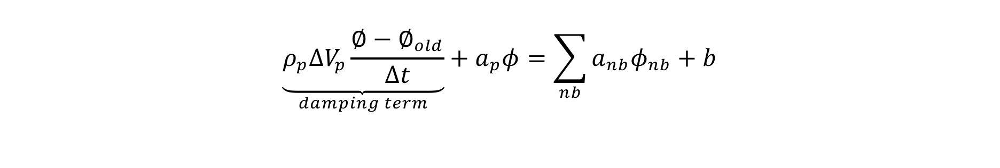 ρ_p ΔV_p (∅ − ∅_old)/Δt + a_p ϕ = ∑_nb a_nb ϕ_nb + b
damping term